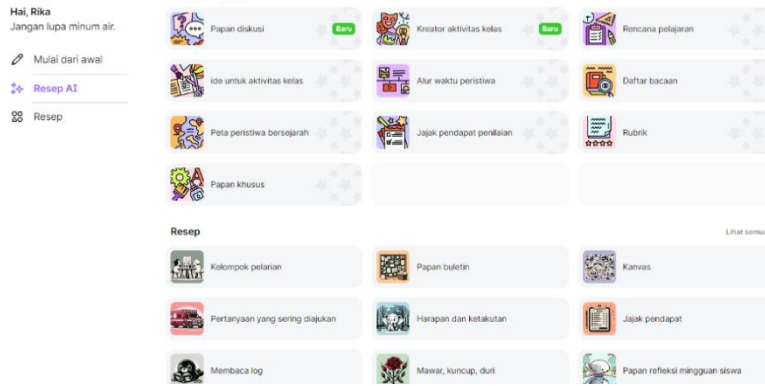 Hai, Rika
Jangan lupa minum air.
Mulai dari awal
Resep AI
Resep
Papan diskusi
Baru
Kreator aktivitas kelas
Baru
Rencana pelajaran
ide untuk aktivitas kelas
Alur waktu peristiwa
Daftar bacaan
Peta peristiwa bersejarah
Jajak pendapat penilaian
Rubrik
Papan khusus
Resep
Lihat semua
Kelompok pelarian
Papan buletin
Kanvas
Pertanyaan yang sering diajukan
Harapan dan ketakutan
Jajak pendapat
Membaca log
Mawar, kuncup, duri
Papan refleksi mingguan siswa